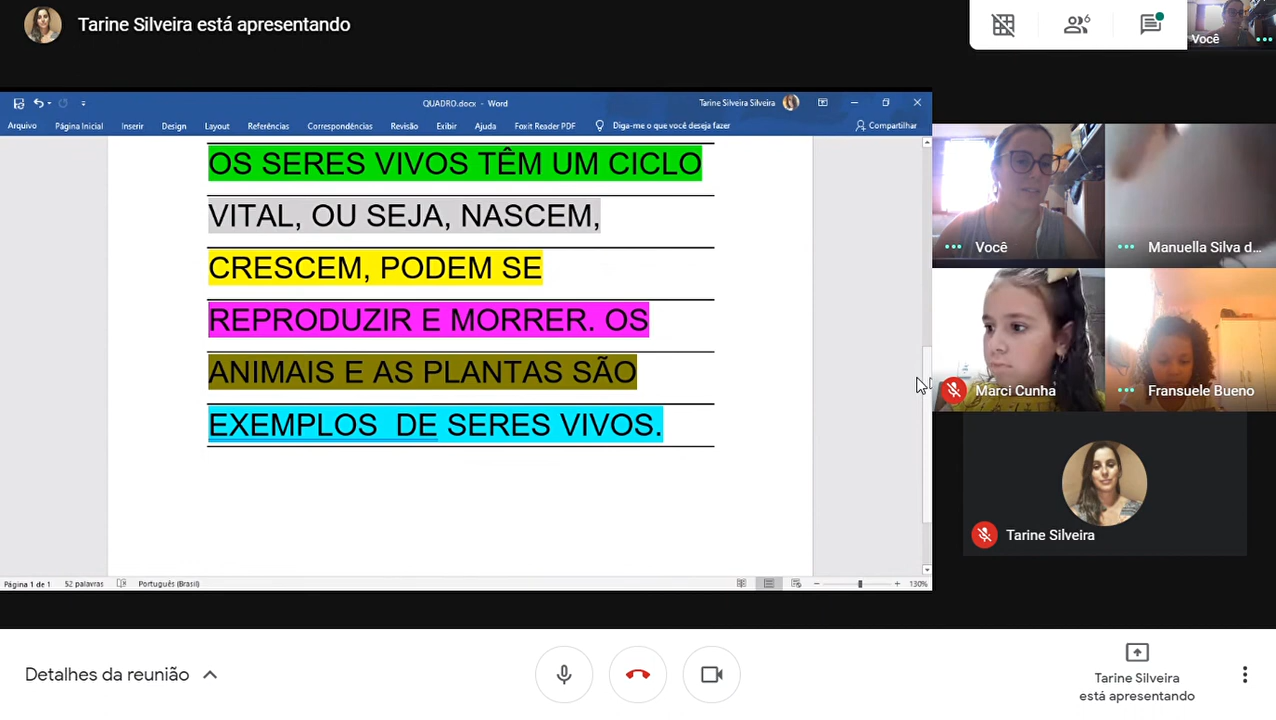 Tarine Silveira está apresentando
6
Você
QUADRO.docx - Word
Tarine Silveira Silveira
Arquivo Página Inicial Inserir Design Layout Referências Correspondências Revisão Exibir Ajuda Foxit Reader PDF Diga-me o que você deseja fazer Compartilhar
OS SERES VIVOS TÊM UM CICLO
VITAL, OU SEJA, NASCEM,
CRESCEM, PODEM SE
REPRODUZIR E MORRER. OS
ANIMAIS E AS PLANTAS SÃO
EXEMPLOS DE SERES VIVOS.
Página 1 de 1 52 palavras Português (Brasil) 130%
Você
Manuella Silva d...
Marci Cunha
Fransuele Bueno
Tarine Silveira
Detalhes da reunião
Tarine Silveira
está apresentando